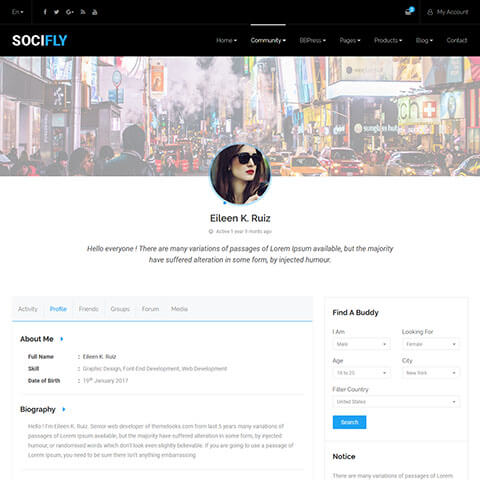 En
My Account
SOCIFLY
Home Community BBPress Pages Products Blog Contact
Eileen K. Ruiz
Active 1 year 9 months ago
Hello everyone ! There are many variations of passages of Lorem Ipsum available, but the majority
have suffered alteration in some form, by injected humour.
Activity Profile Friends Groups Forum Media
About Me
Full Name : Eileen K. Ruiz
Skill : Graphic Design, Font-End Development, Web Development
Date of Birth : 19th January 2017
Biography
Hello ! I'm Eileen K. Ruiz. Senior web developer of themelooks.com from last 5 years many variations of
passages of Lorem Ipsum available, but the majority have suffered alteration in some form, by injected
humour, or randomised words which don't look even slightly believable. If you are going to use a passage of
Lorem Ipsum, you need to be sure there isn't anything embarrassing
Find A Buddy
I Am Looking For
Male Female
Age City
18 to 25 New York
Filter Country
United States
Search
Notice
There are many variations of passages of Lorem